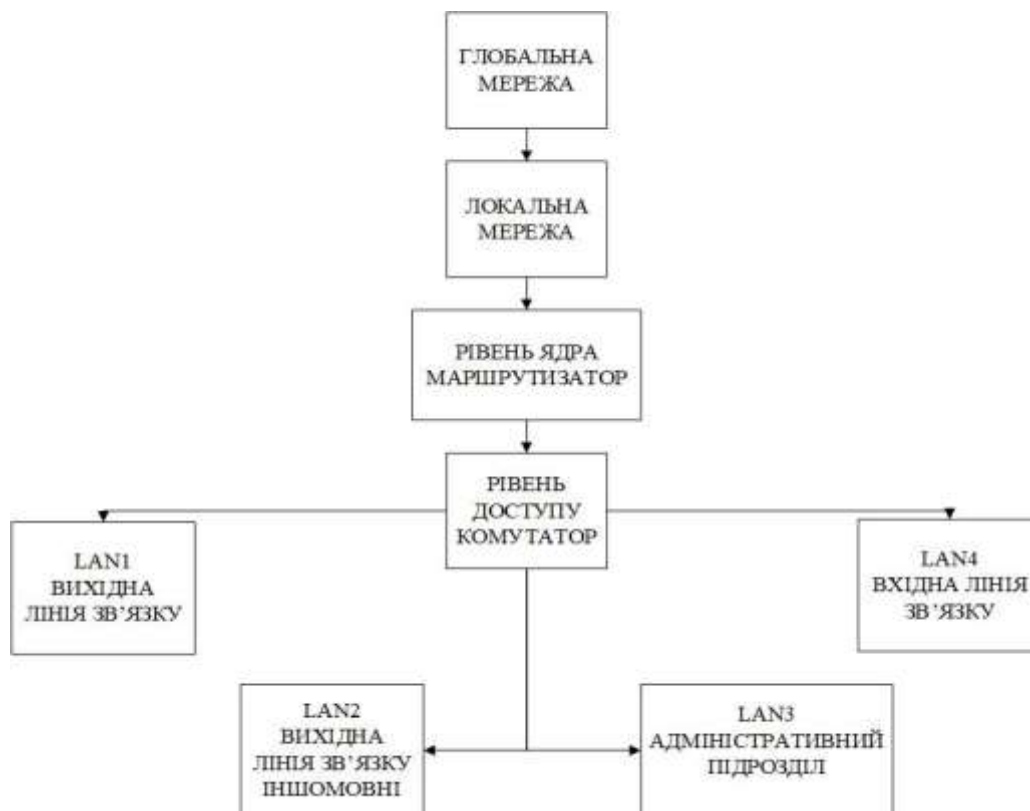 ГЛОБАЛЬНА
МЕРЕЖА
ЛОКАЛЬНА
МЕРЕЖА
РІВЕНЬ ЯДРА
МАРШРУТИЗАТОР
РІВЕНЬ
ДОСТУПУ
КОМУТАТОР
LAN1
ВИХІДНА
ЛІНІЯ ЗВ’ЯЗКУ
LAN4
ВХІДНА ЛІНІЯ
ЗВ’ЯЗКУ
LAN2
ВИХІДНА
ЛІНІЯ ЗВ’ЯЗКУ
ІНШОМОВНІ
LAN3
АДМІНІСТРАТИВНИЙ
ПІДРОЗДІЛ